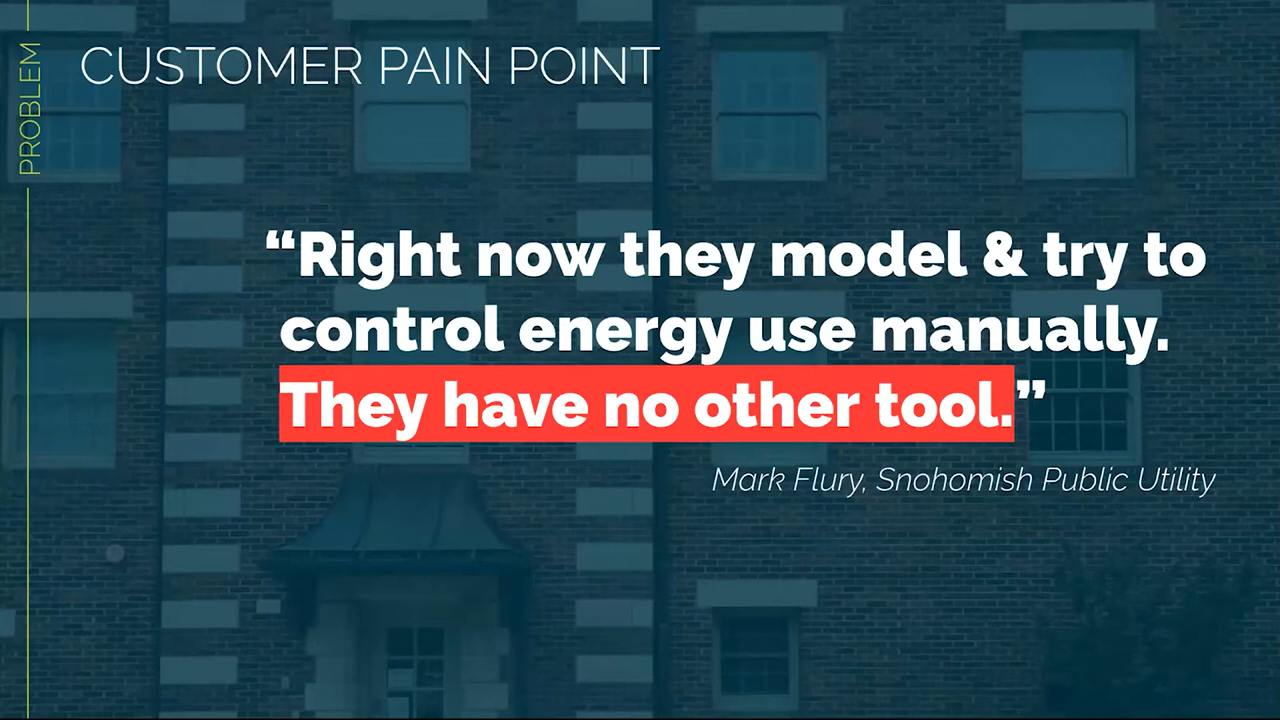 PROBLEM
CUSTOMER PAIN POINT
“Right now they model & try to
control energy use manually.
They have no other tool.”
Mark Flury, Snohomish Public Utility